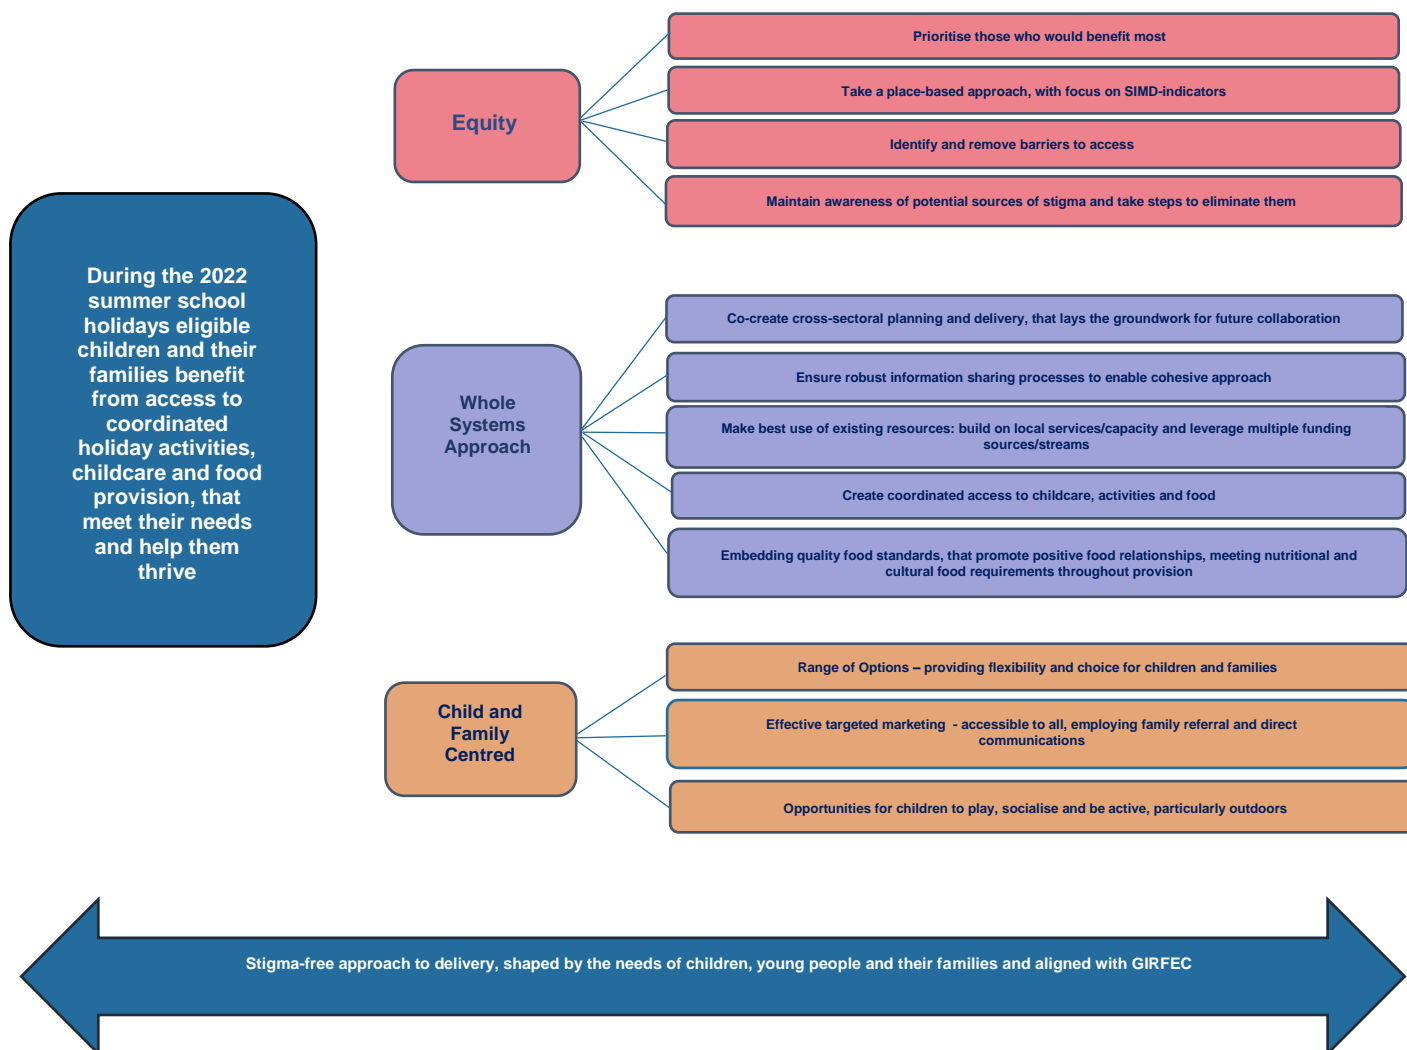 During the 2022
summer school
holidays eligible
children and their
families benefit
from access to
coordinated
holiday activities,
childcare and food
provision, that
meet their needs
and help them
thrive
Equity
Prioritise those who would benefit most
Take a place-based approach, with focus on SIMD-indicators
Identify and remove barriers to access
Maintain awareness of potential sources of stigma and take steps to eliminate them
Whole
Systems
Approach
Co-create cross-sectoral planning and delivery, that lays the groundwork for future collaboration
Ensure robust information sharing processes to enable cohesive approach
Make best use of existing resources: build on local services/capacity and leverage multiple funding
sources/streams
Create coordinated access to childcare, activities and food
Embedding quality food standards, that promote positive food relationships, meeting nutritional and
cultural food requirements throughout provision
Child and
Family
Centred
Range of Options – providing flexibility and choice for children and families
Effective targeted marketing  - accessible to all, employing family referral and direct
communications
Opportunities for children to play, socialise and be active, particularly outdoors
Stigma-free approach to delivery, shaped by the needs of children, young people and their families and aligned with GIRFEC